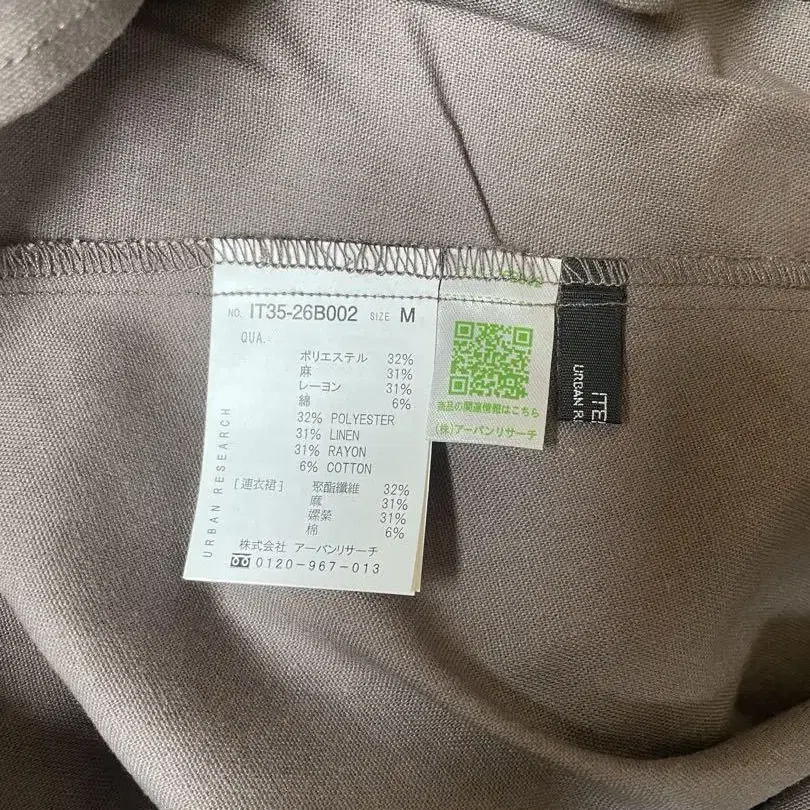 NO. IT35-26B002 SIZE M
QUA.
ポリエステル 32%
麻 31%
レーヨン 31%
綿 6%
32% POLYESTER
31% LINEN
31% RAYON
6% COTTON
[連衣裙] 聚酯纖維 32%
麻 31%
嫘縈 31%
棉 6%
株式会社 アーバンリサーチ
0120-967-013
URBAN RESEARCH
商品の関連情報はこちら
(株)アーバンリサーチ
ITE
URBAN R